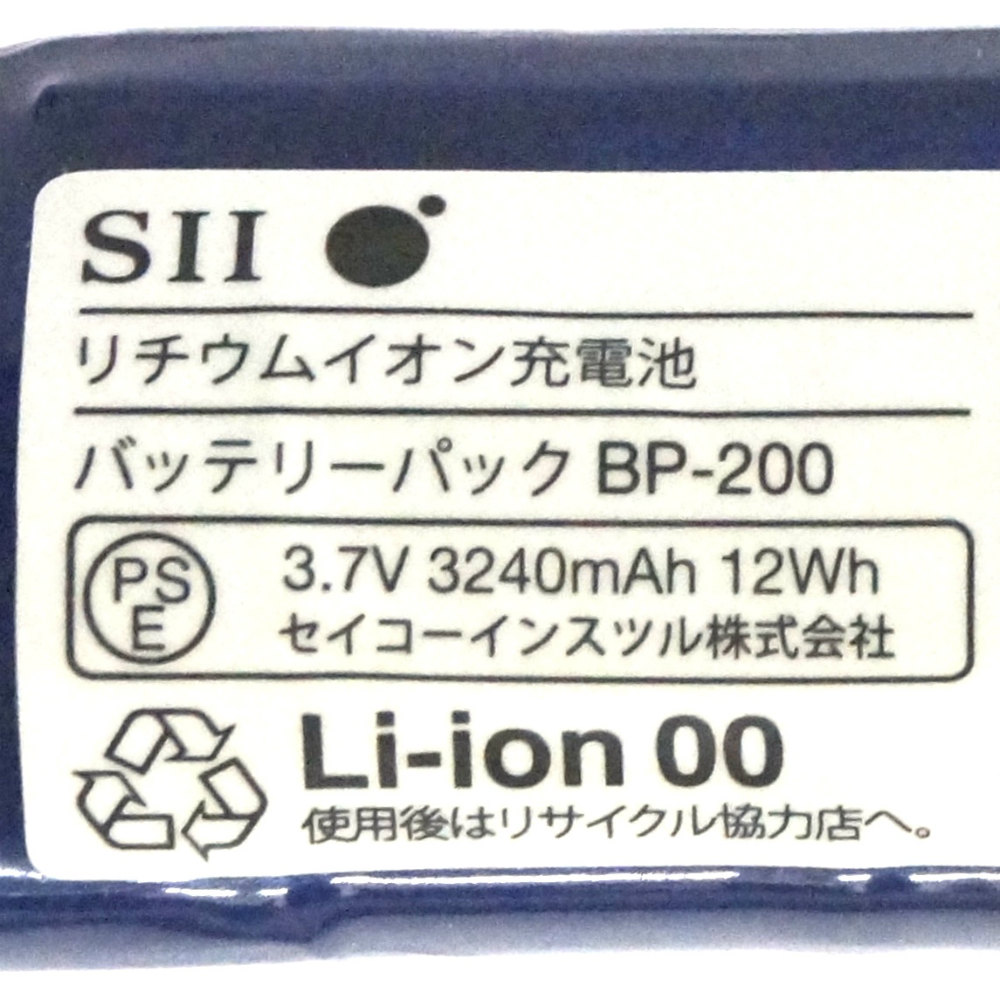 SII
リチウムイオン充電池
バッテリーパック BP-200
PS
E
3.7V 3240mAh 12Wh
セイコーインスツル株式会社
Li-ion 00
使用後はリサイクル協力店へ。